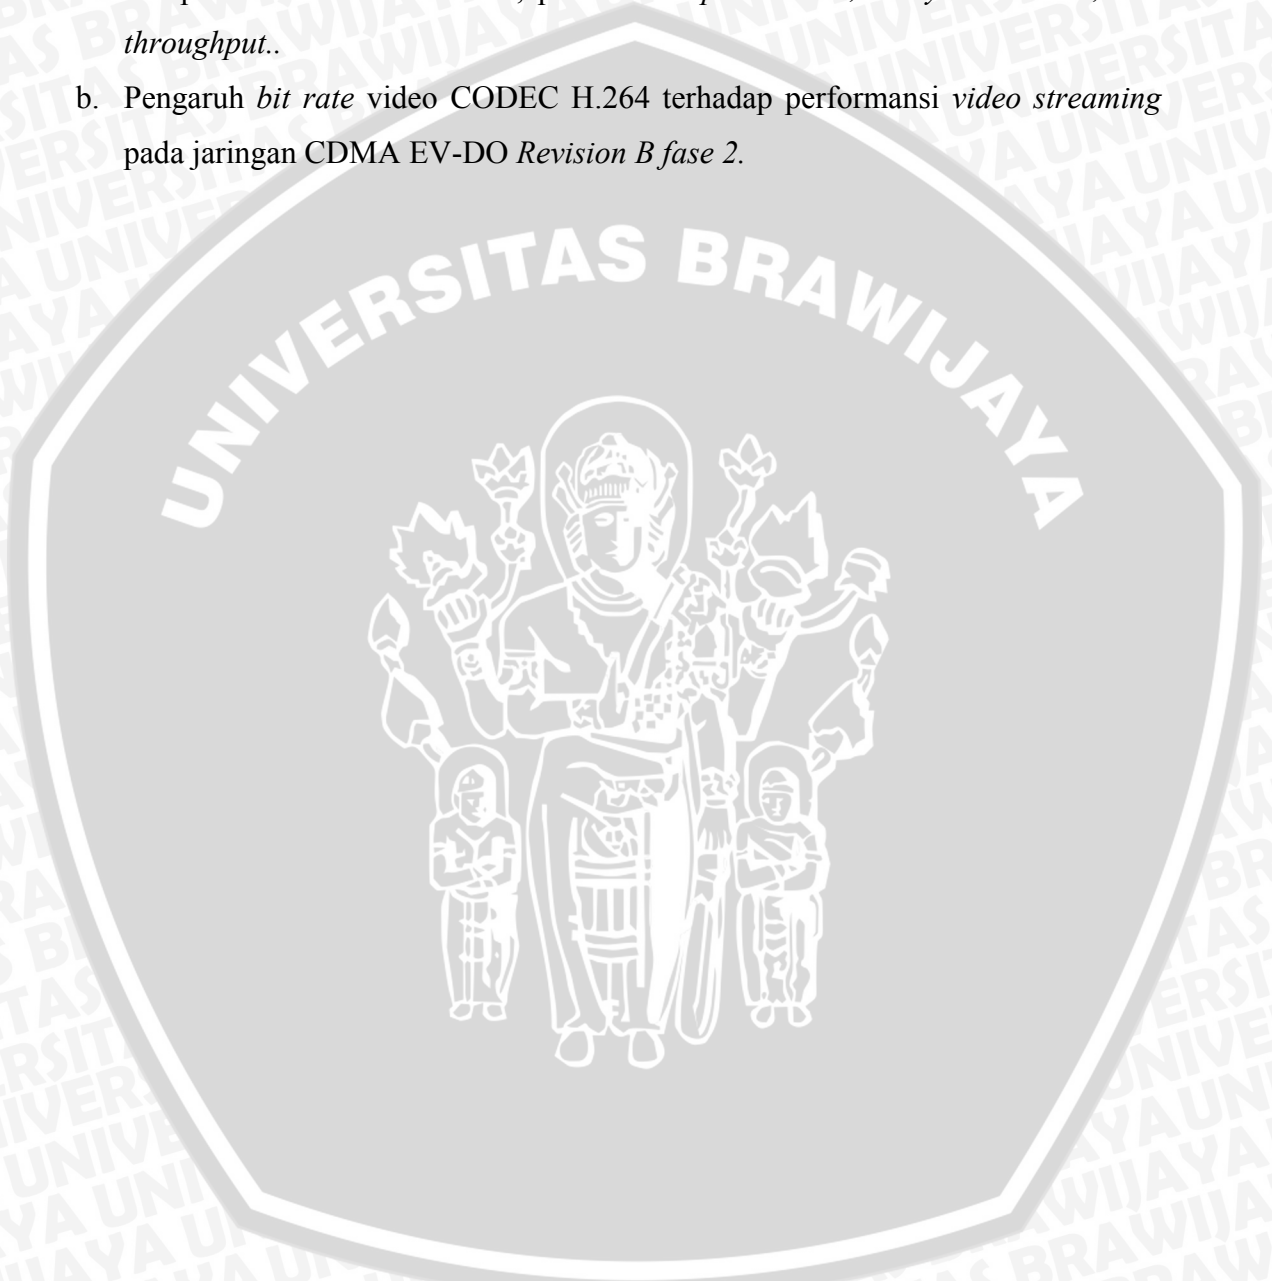 throughput..
b. Pengaruh bit rate video CODEC H.264 terhadap performansi video streaming
pada jaringan CDMA EV-DO Revision B fase 2.
UNIVERSITAS BRAWIJAYA